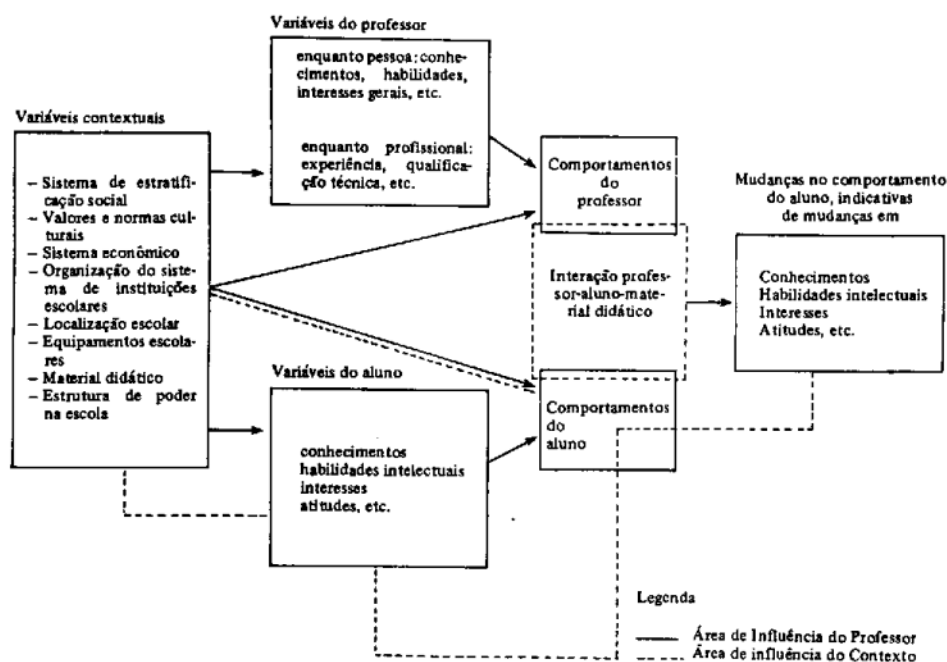 Variáveis do professor
enquanto pessoa: conhe-
cimentos, habilidades,
interesses gerais, etc.
enquanto profissional:
experiência, qualifica-
ção técnica, etc.
Variáveis contextuais
– Sistema de estratifi-
cação social
– Valores e normas cul-
turais
– Sistema econômico
– Organização do siste-
ma de instituições
escolares
– Localização escolar
– Equipamentos escola-
res
– Material didático
– Estrutura de poder
na escola
Comportamentos
do
professor
Interação profes-
sor-aluno-mate-
rial didático
Mudanças no comportamento
do aluno, indicativas
de mudanças em
Conhecimentos
Habilidades intelectuais
Interesses
Atitudes, etc.
Variáveis do aluno
conhecimentos
habilidades intelectuais
interesses
atitudes, etc.
Comportamentos
do
aluno
Legenda
Área de Influência do Professor
Área de influência do Contexto